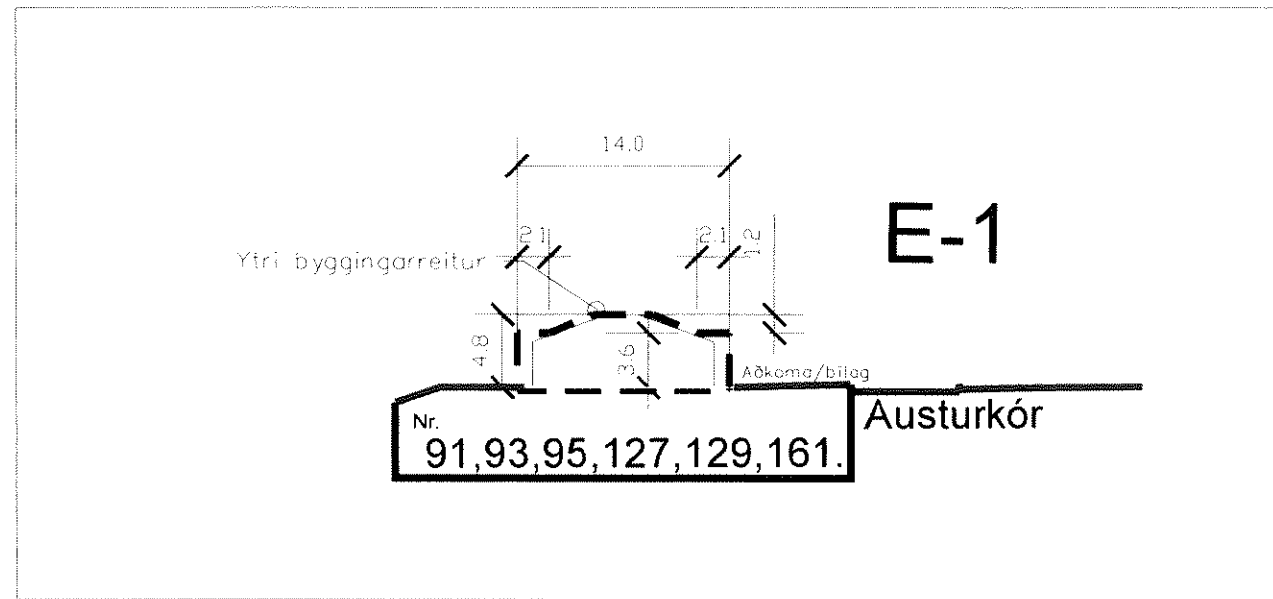 14.0
E-1
2.1
2.1
1.2
Ytri byggingarreitur
4.8
3.6
Aðkoma/bílag
Austurkór
Nr.
91,93,95,127,129,161.